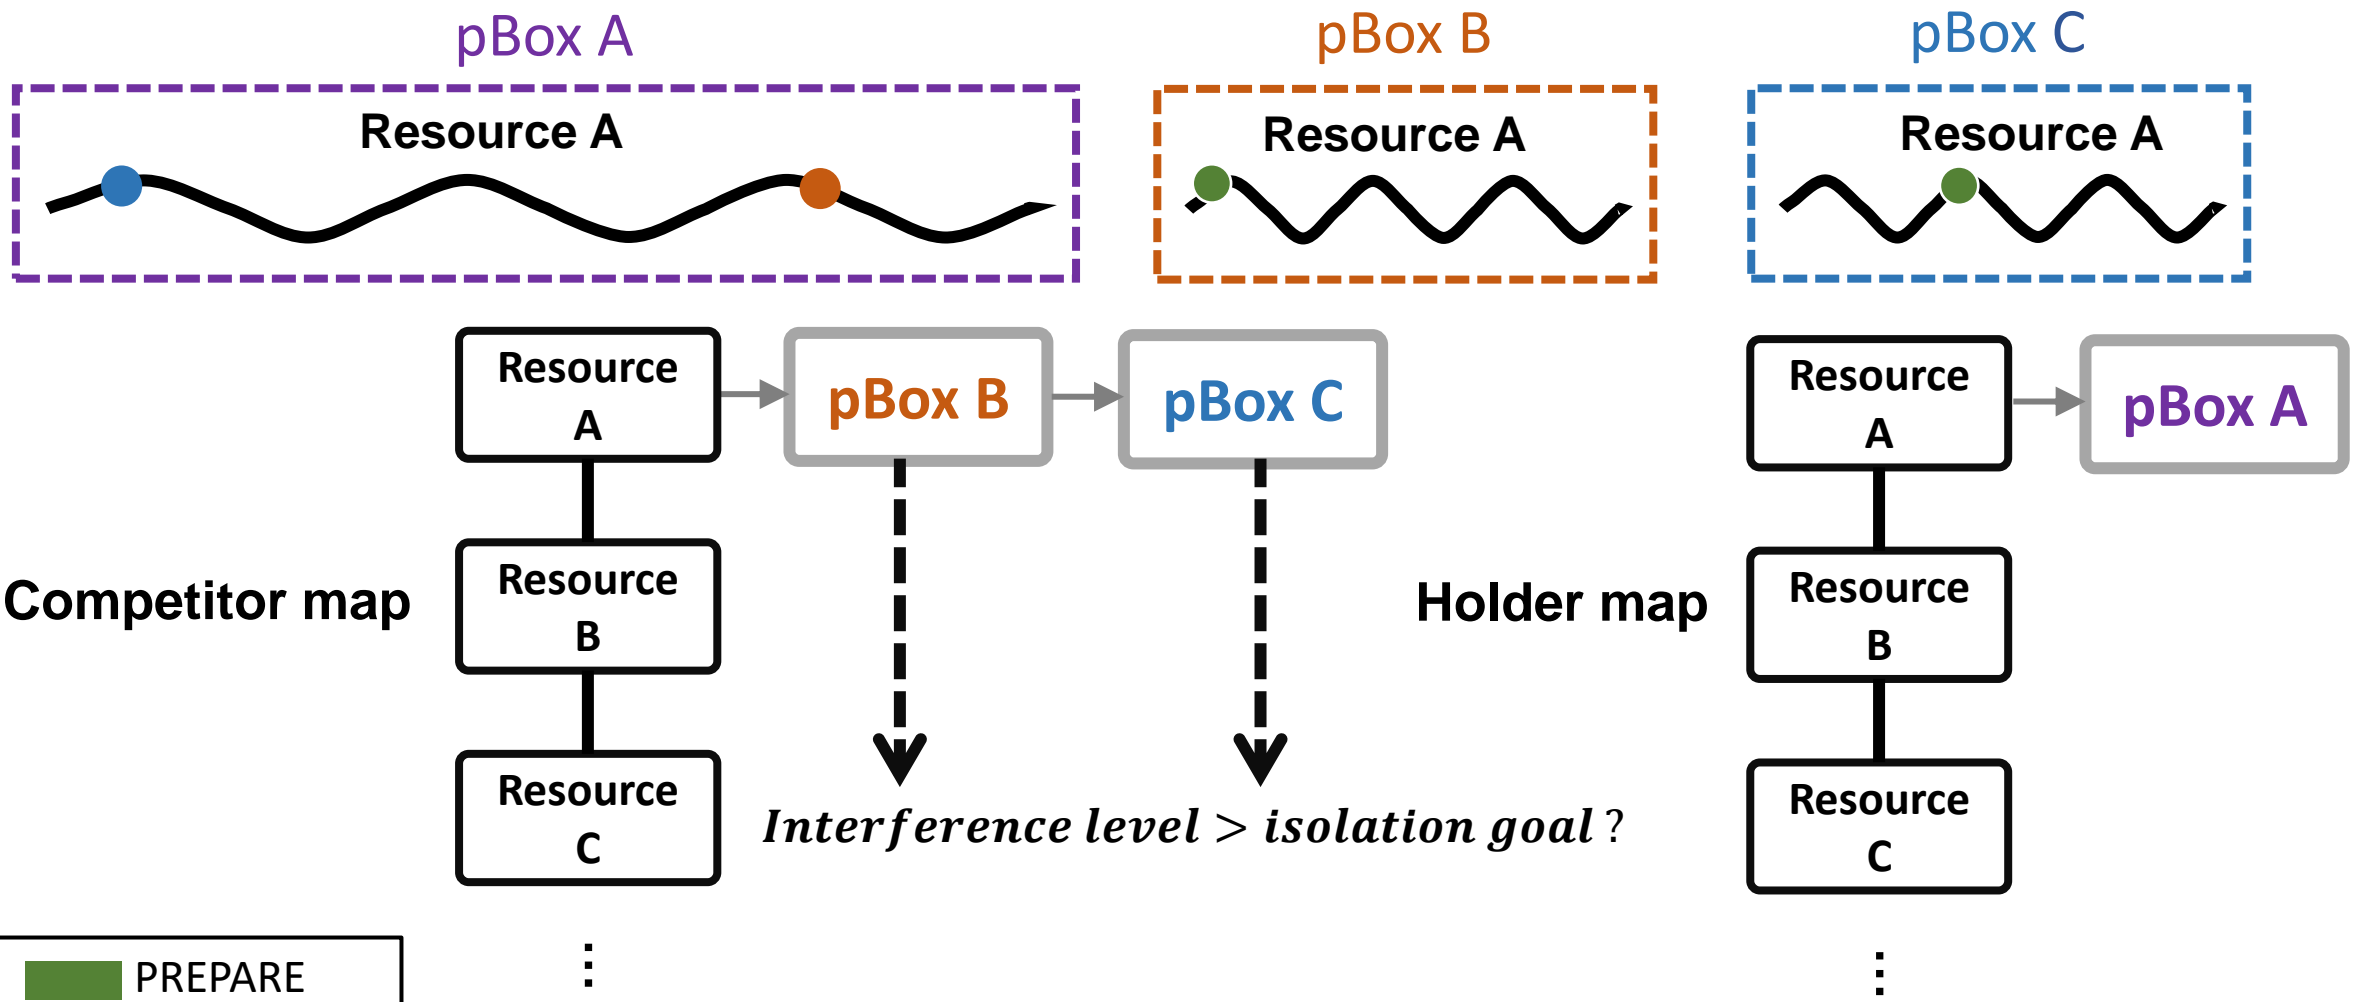 pBox A
pBox B
pBox C
Resource A
Resource A
Resource A
Resource
A
pBox B
pBox C
Resource
A
pBox A
Competitor map
Resource
B
Holder map
Resource
B
Resource
C
Interference level > isolation goal ?
Resource
C
⋮
⋮
PREPARE